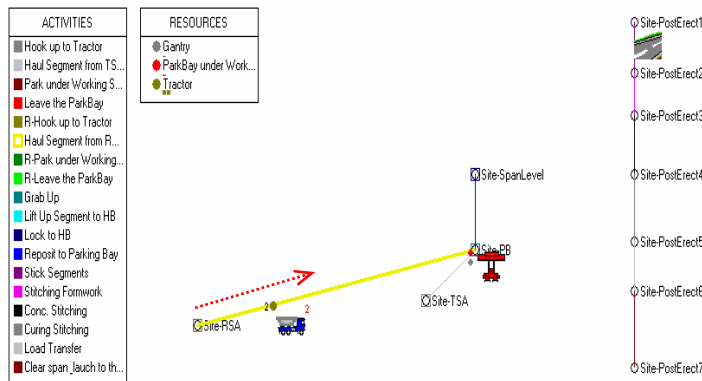 ACTIVITIES
Hook up to Tractor
Haul Segment from TS...
Park under Working S...
Leave the ParkBay
R-Hook up to Tractor
Haul Segment from R...
R-Park under Working...
R-Leave the ParkBay
Grab Up
Lift Up Segment to HB
Lock to HB
Reposit to Parking Bay
Stick Segments
Stitching Formwork
Conc. Stitching
Curing Stitching
Load Transfer
Clear span_lauch to th...
RESOURCES
Gantry
ParkBay under Work...
Tractor
Site-PostErect1
Site-PostErect2
Site-PostErect3
Site-SpanLevel
Site-PostErect4
Site-PB
Site-PostErect5
Site-TSA
Site-PostErect6
2
2
Site-RSA
Site-PostErect7